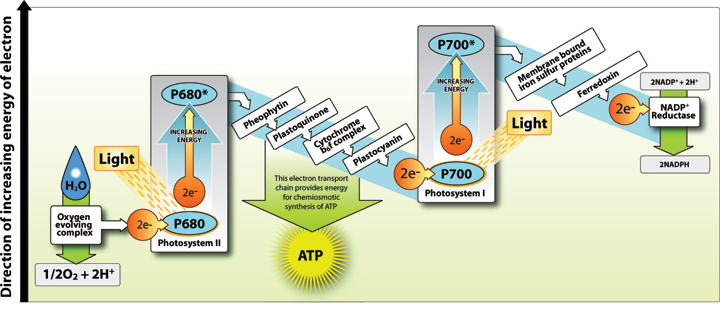 Direction of increasing energy of electron
H₂O
Oxygen
evolving
complex
1/2O₂ + 2H⁺
Light
2e-
P680*
INCREASING
ENERGY
2e-
P680
Photosystem II
Pheophytin
Plastoquinone
Cytochrome
b₆f complex
Plastocyanin
This electron transport
chain provides energy
for chemiosmotic
synthesis of ATP
ATP
2e-
P700*
INCREASING
ENERGY
2e-
P700
Photosystem I
Light
Membrane bound
Iron sulfur proteins
Ferredoxin
2e-
2NADP⁺ + 2H⁺
NADP⁺
Reductase
2NADPH